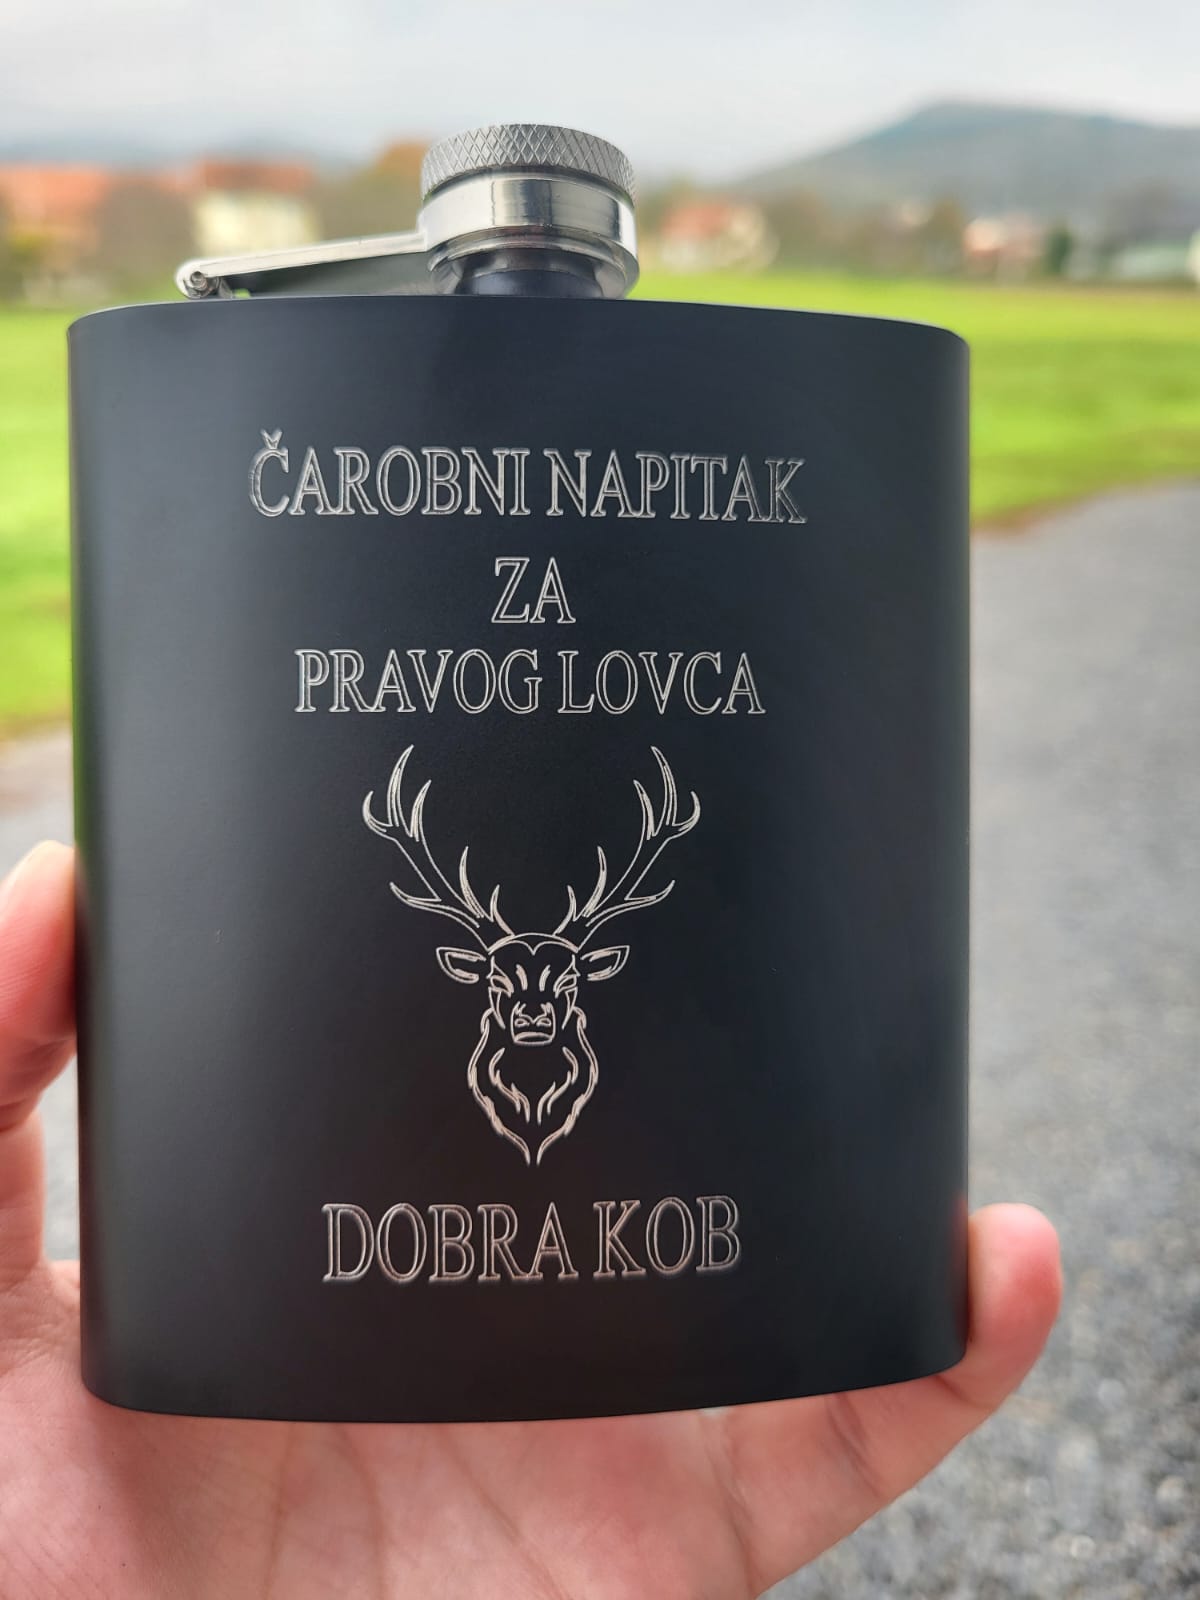 ČAROBNI NAPITAK
ZA
PRAVOG LOVCA
DOBRA KOB